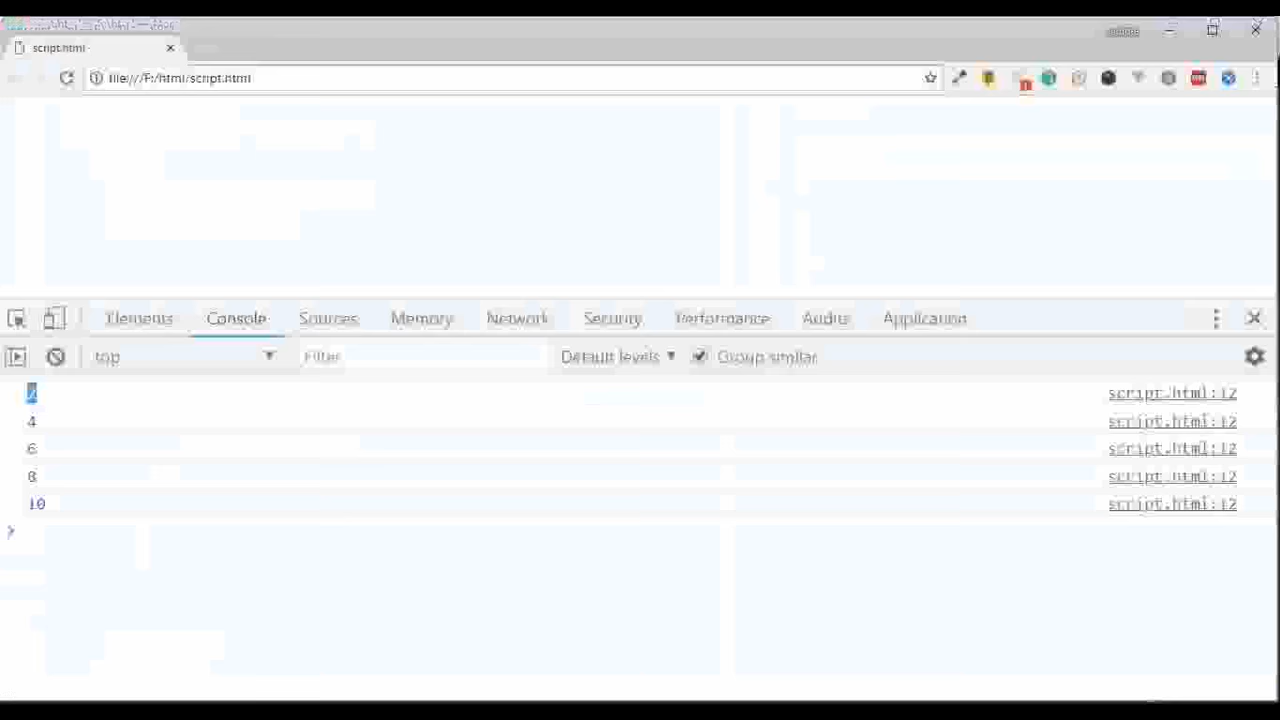 script.html
file:///F:/html/script.html
Elements Console Sources Memory Network Security Performance Audits Application
top Filter Default levels Group similar
2 script.html:12
4 script.html:12
6 script.html:12
8 script.html:12
10 script.html:12